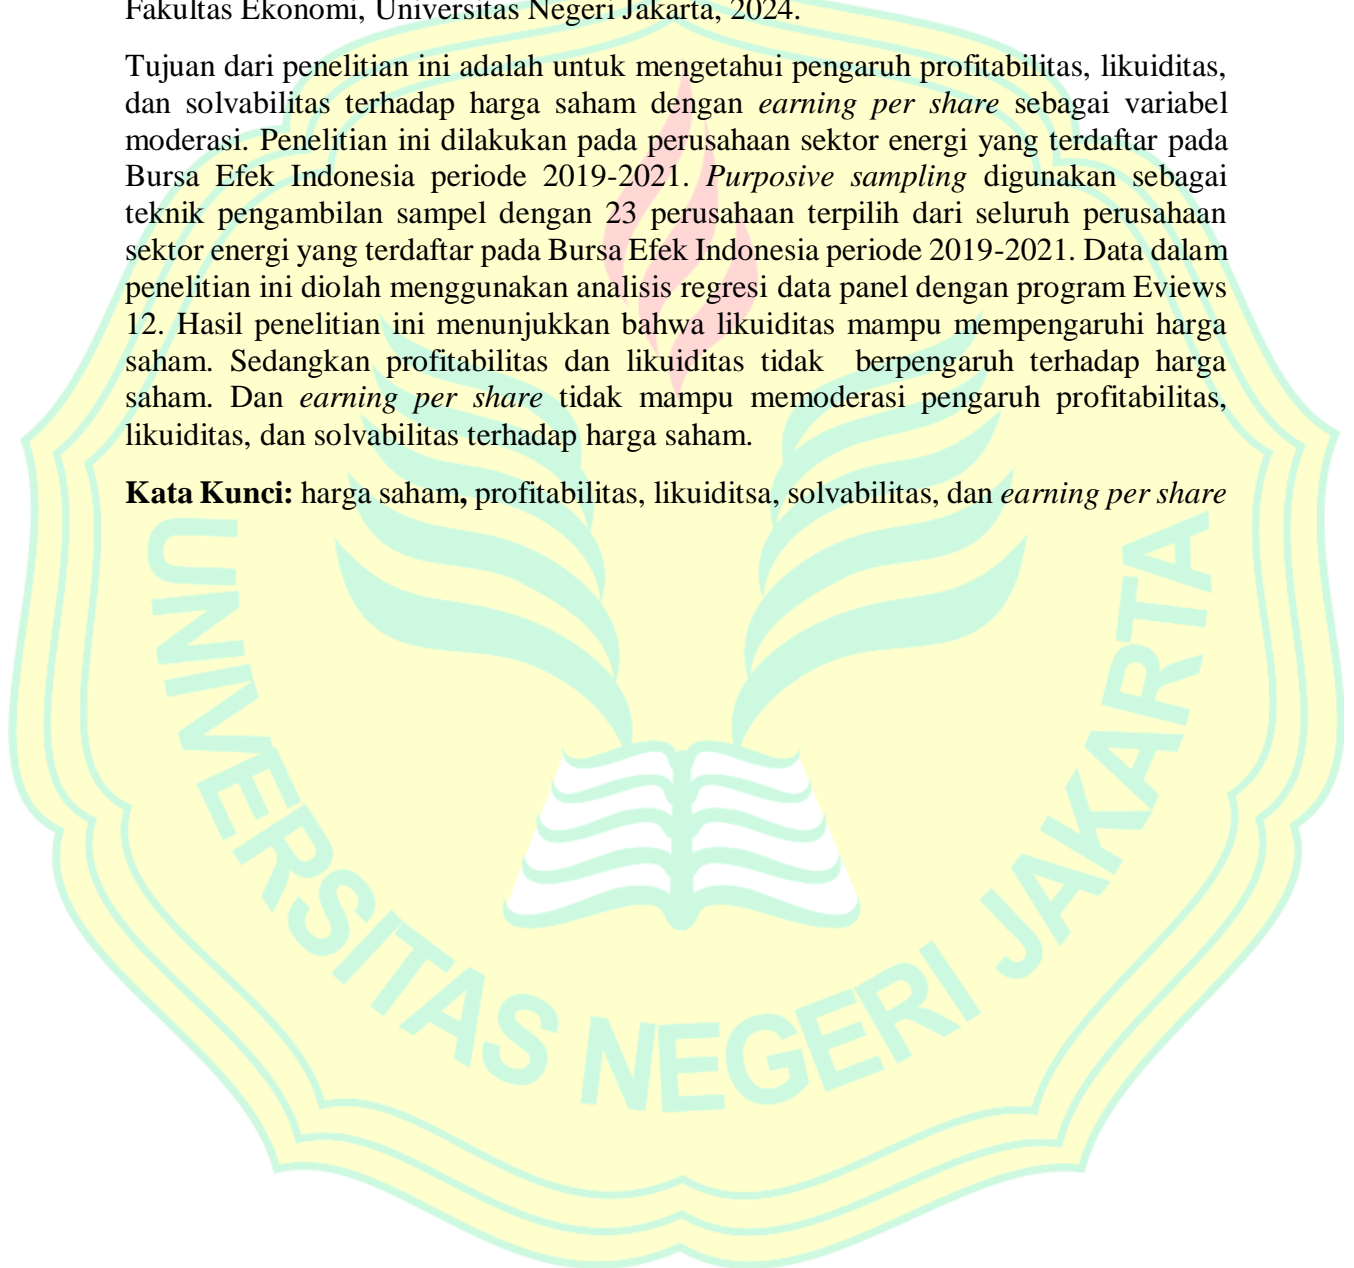 Fakultas Ekonomi, Universitas Negeri Jakarta, 2024.
Tujuan dari penelitian ini adalah untuk mengetahui pengaruh profitabilitas, likuiditas,
dan solvabilitas terhadap harga saham dengan earning per share sebagai variabel
moderasi. Penelitian ini dilakukan pada perusahaan sektor energi yang terdaftar pada
Bursa Efek Indonesia periode 2019-2021. Purposive sampling digunakan sebagai
teknik pengambilan sampel dengan 23 perusahaan terpilih dari seluruh perusahaan
sektor energi yang terdaftar pada Bursa Efek Indonesia periode 2019-2021. Data dalam
penelitian ini diolah menggunakan analisis regresi data panel dengan program Eviews
12. Hasil penelitian ini menunjukkan bahwa likuiditas mampu mempengaruhi harga
saham. Sedangkan profitabilitas dan likuiditas tidak berpengaruh terhadap harga
saham. Dan earning per share tidak mampu memoderasi pengaruh profitabilitas,
likuiditas, dan solvabilitas terhadap harga saham.
Kata Kunci: harga saham, profitabilitas, likuiditsa, solvabilitas, dan earning per share
UNIVERSITAS NEGERI JAKARTA